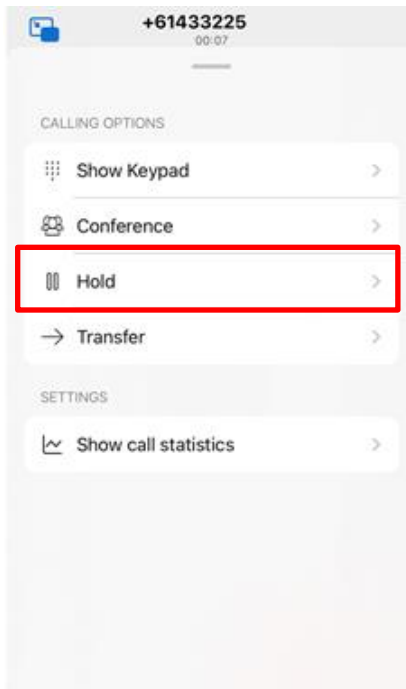 +61433225
00:07
CALLING OPTIONS
Show Keypad
Conference
Hold
Transfer
SETTINGS
Show call statistics